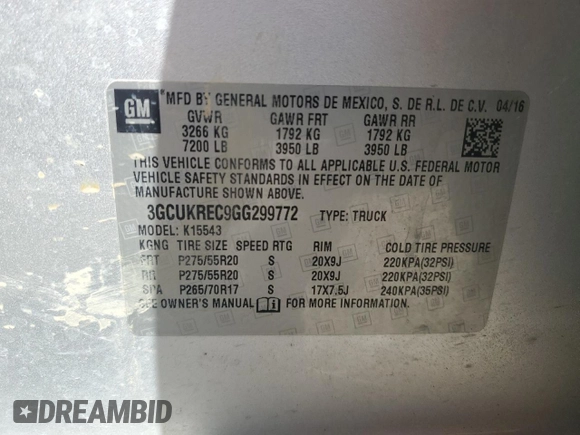 GM
MFD BY GENERAL MOTORS DE MEXICO, S. DE R.L. DE C.V. 04/16
GVWR GAWR FRT GAWR RR
3266 KG 1792 KG 1792 KG
7200 LB 3950 LB 3950 LB
THIS VEHICLE CONFORMS TO ALL APPLICABLE U.S. FEDERAL MOTOR
VEHICLE SAFETY STANDARDS IN EFFECT ON THE DATE OF
MANUFACTURE SHOWN ABOVE.
3GCUKREC9GG299772 TYPE: TRUCK
MODEL: K15543
KGNG TIRE SIZE SPEED RTG RIM COLD TIRE PRESSURE
FRT P275/55R20 S 20X9J 220KPA(32PSI)
RR P275/55R20 S 20X9J 220KPA(32PSI)
SPA P265/70R17 S 17X7.5J 240KPA(35PSI)
SEE OWNER'S MANUAL FOR MORE INFORMATION.
DREAMBID